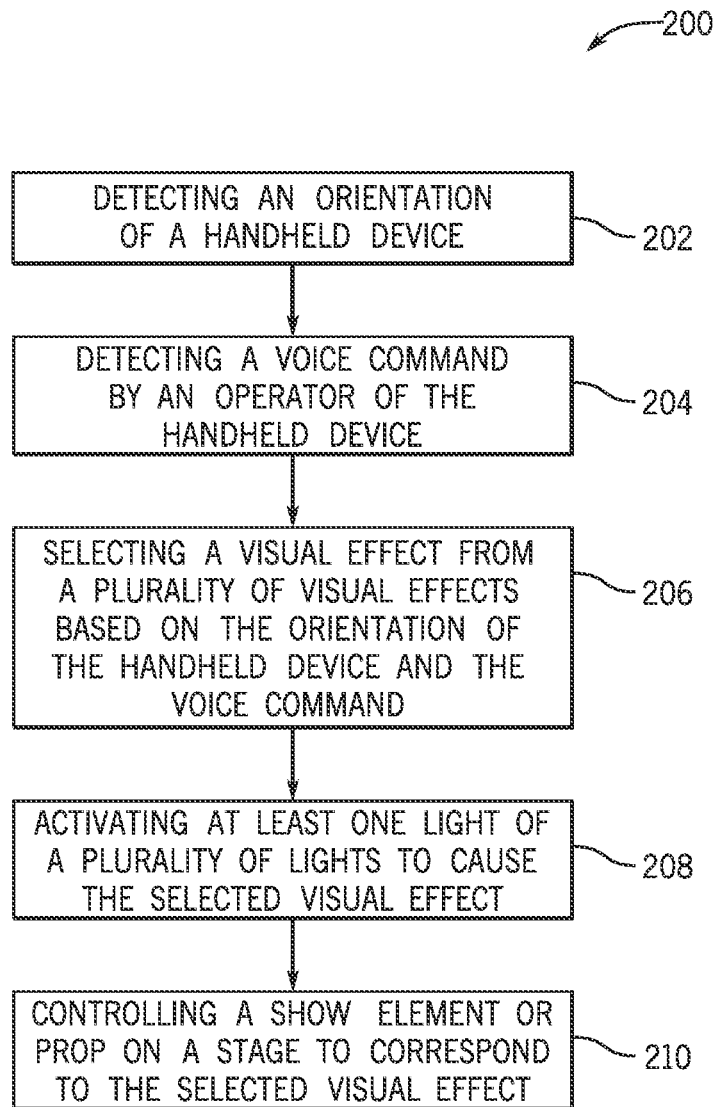 200
DETECTING AN ORIENTATION
OF A HANDHELD DEVICE
202
DETECTING A VOICE COMMAND
BY AN OPERATOR OF THE
HANDHELD DEVICE
204
SELECTING A VISUAL EFFECT FROM
A PLURALITY OF VISUAL EFFECTS
BASED ON THE ORIENTATION OF
THE HANDHELD DEVICE AND THE
VOICE COMMAND
206
ACTIVATING AT LEAST ONE LIGHT OF
A PLURALITY OF LIGHTS TO CAUSE
THE SELECTED VISUAL EFFECT
208
CONTROLLING A SHOW ELEMENT OR
PROP ON A STAGE TO CORRESPOND
TO THE SELECTED VISUAL EFFECT
210